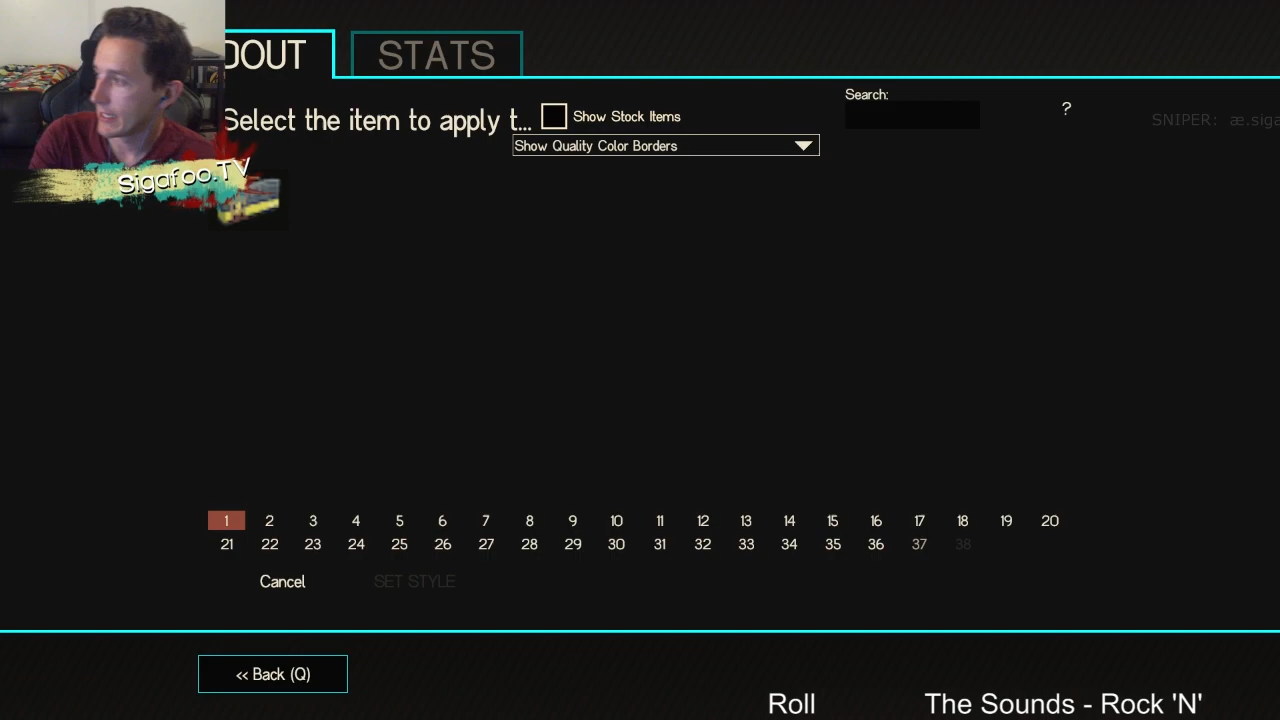 DOUT
STATS
Search:
?
Select the item to apply t...
Show Stock Items
SNIPER: æ.siga
Show Quality Color Borders
Sigafoo.TV
1 2 3 4 5 6 7 8 9 10 11 12 13 14 15 16 17 18 19 20
21 22 23 24 25 26 27 28 29 30 31 32 33 34 35 36 37 38
Cancel
SET STYLE
<< Back (Q)
Roll The Sounds - Rock 'N'